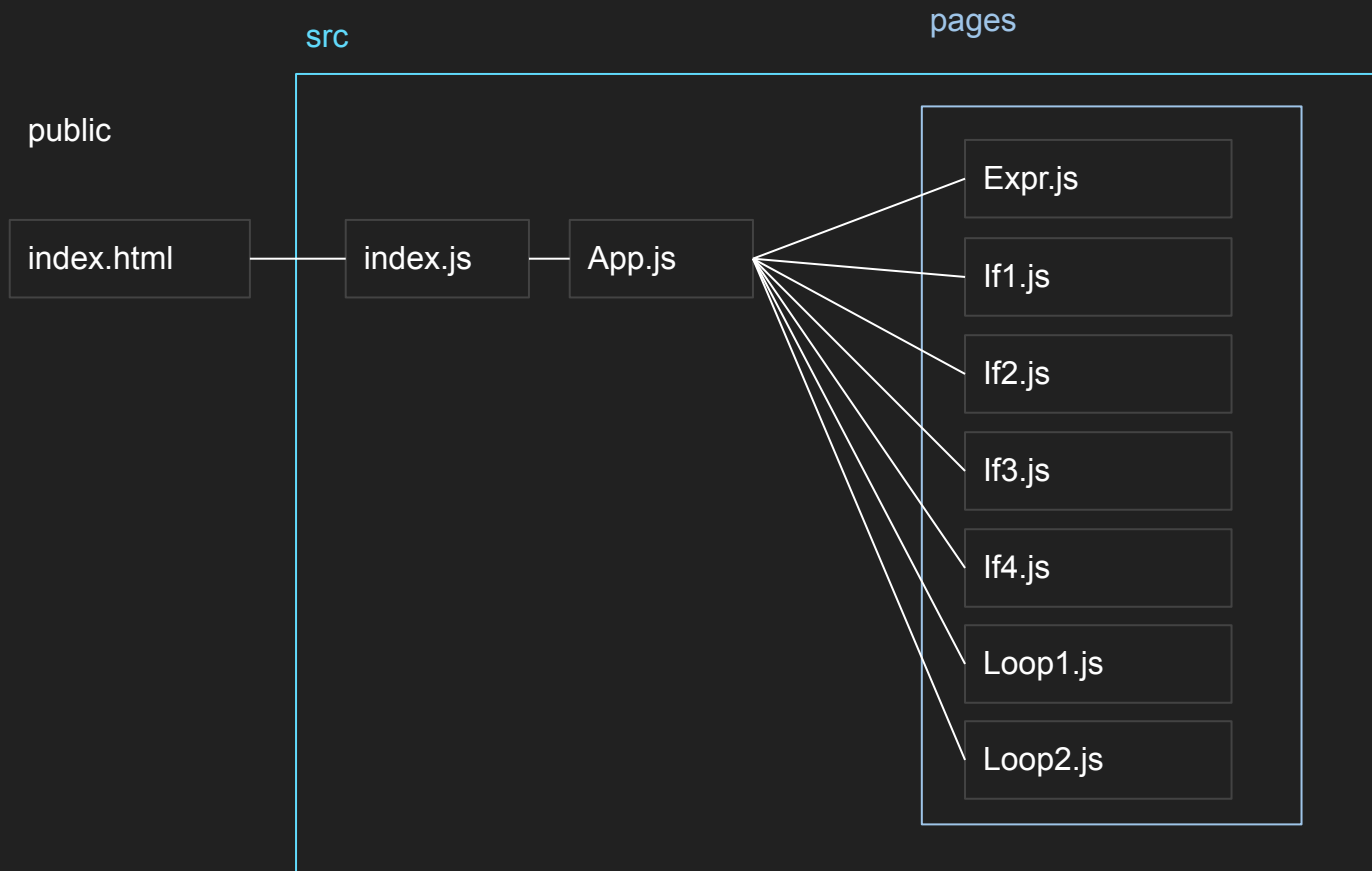 src
pages
public
index.html
index.js
App.js
Expr.js
If1.js
If2.js
If3.js
If4.js
Loop1.js
Loop2.js